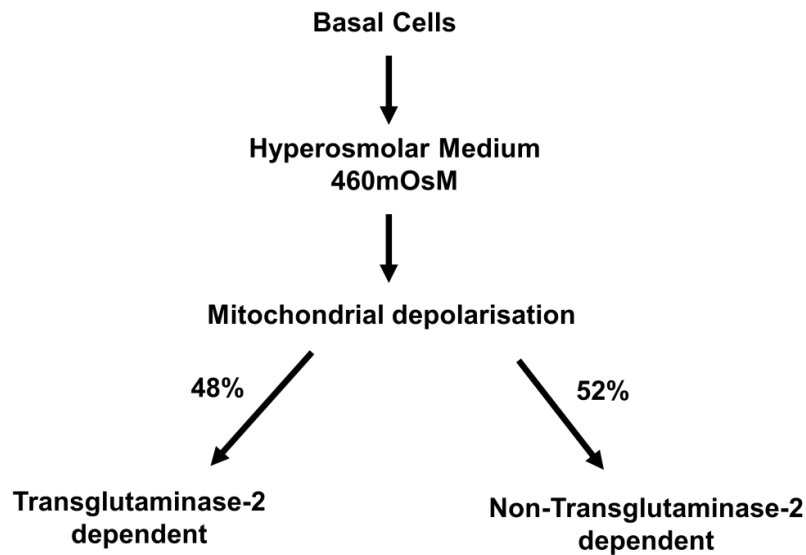 Basal Cells
Hyperosmolar Medium
460mOsM
Mitochondrial depolarisation
48%
52%
Transglutaminase-2
dependent
Non-Transglutaminase-2
dependent